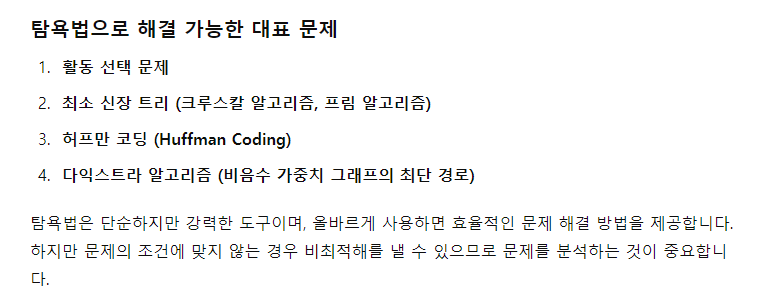 탐욕법으로 해결 가능한 대표 문제
1. 활동 선택 문제
2. 최소 신장 트리 (크루스칼 알고리즘, 프림 알고리즘)
3. 허프만 코딩 (Huffman Coding)
4. 다익스트라 알고리즘 (비음수 가중치 그래프의 최단 경로)
탐욕법은 단순하지만 강력한 도구이며, 올바르게 사용하면 효율적인 문제 해결 방법을 제공합니다.
하지만 문제의 조건에 맞지 않는 경우 비최적해를 낼 수 있으므로 문제를 분석하는 것이 중요합니
다.